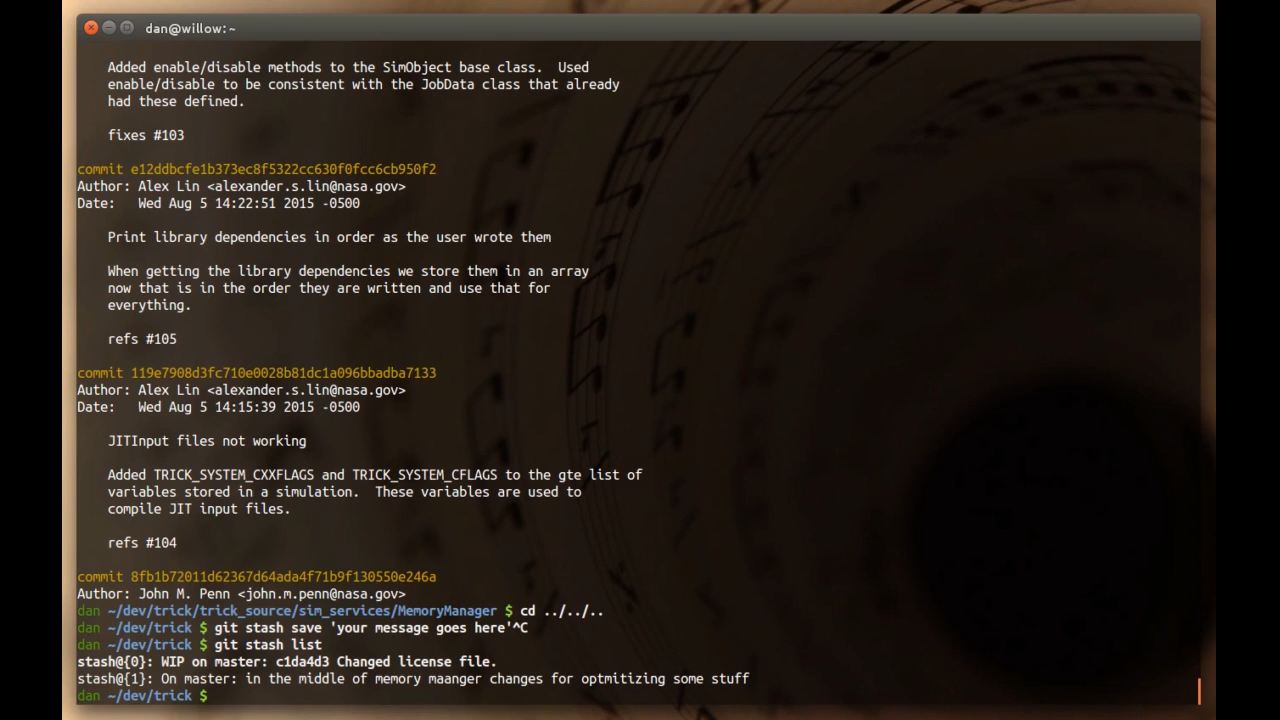 dan@willow: ~
Added enable/disable methods to the SimObject base class.  Used
enable/disable to be consistent with the JobData class that already
had these defined.
fixes #103
commit e12ddbcfe1b373ec8f5322cc630f0fcc6cb950f2
Author: Alex Lin <alexander.s.lin@nasa.gov>
Date:   Wed Aug 5 14:22:51 2015 -0500
Print library dependencies in order as the user wrote them
When getting the library dependencies we store them in an array
now that is in the order they are written and use that for
everything.
refs #105
commit 119e7908d3fc710e0028b81dc1a096bbadba7133
Author: Alex Lin <alexander.s.lin@nasa.gov>
Date:   Wed Aug 5 14:15:39 2015 -0500
JITInput files not working
Added TRICK_SYSTEM_CXXFLAGS and TRICK_SYSTEM_CFLAGS to the gte list of
variables stored in a simulation.  These variables are used to
compile JIT input files.
refs #104
commit 8fb1b72011d62367d64ada4f71b9f130550e246a
Author: John M. Penn <john.m.penn@nasa.gov>
dan ~/dev/trick/trick_source/sim_services/MemoryManager $ cd ../../..
dan ~/dev/trick $ git stash save 'your message goes here'^C
dan ~/dev/trick $ git stash list
stash@{0}: WIP on master: c1da4d3 Changed license file.
stash@{1}: On master: in the middle of memory maanger changes for optmitizing some stuff
dan ~/dev/trick $